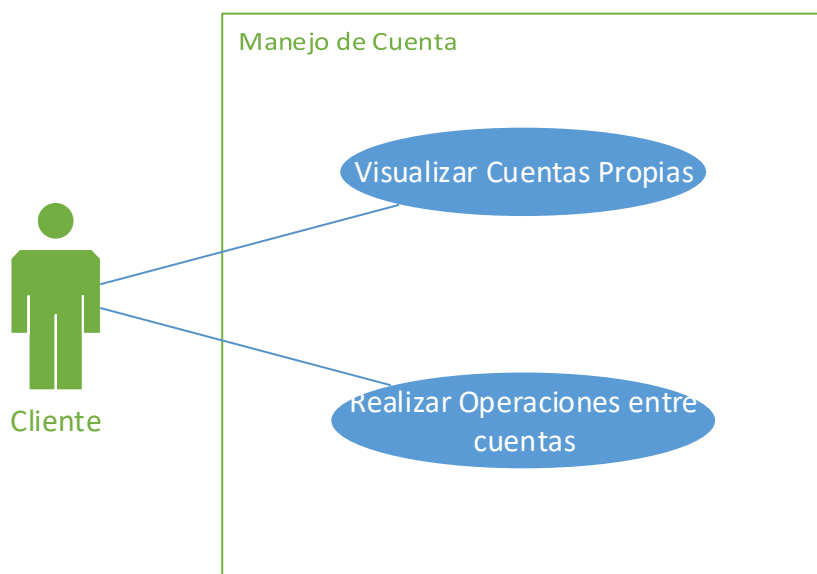 Manejo de Cuenta
Visualizar Cuentas Propias
Realizar Operaciones entre
cuentas
Cliente